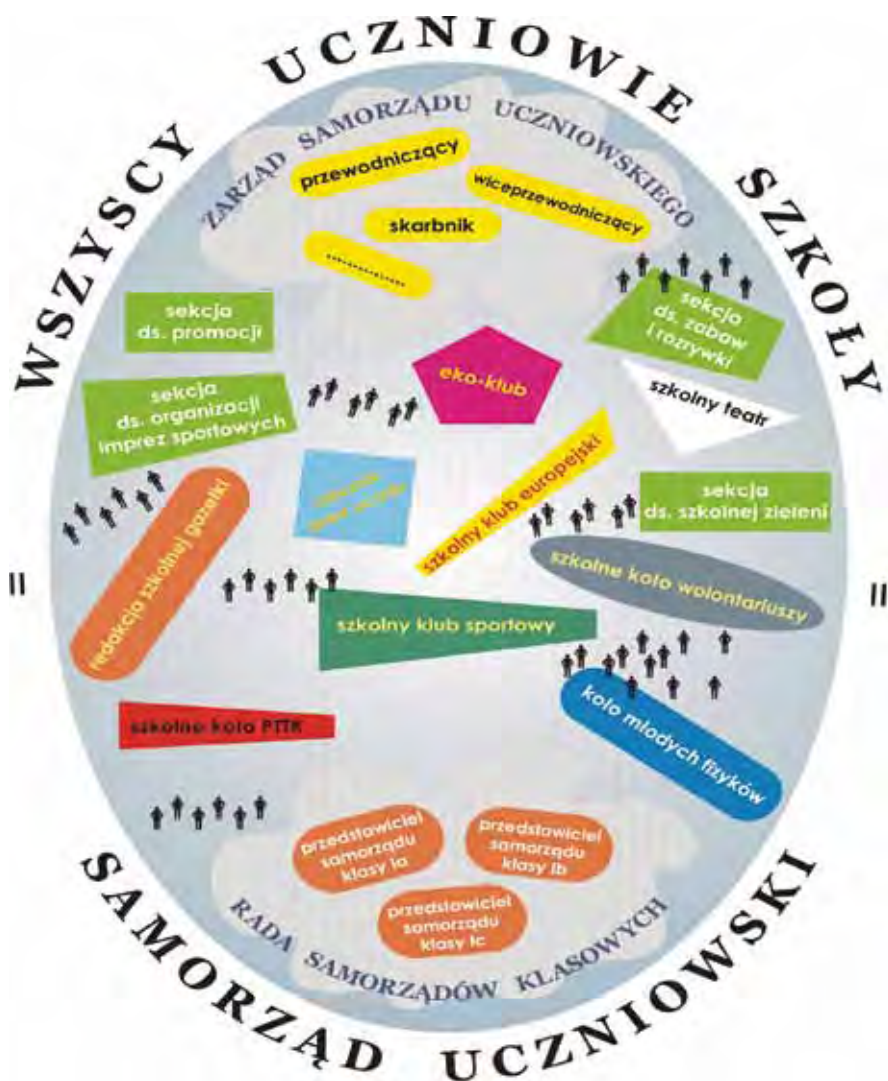 WSZYSCY UCZNIOWIE SZKOŁY
ZARZĄD SAMORZĄDU UCZNIOWSKIEGO
przewodniczący
wiceprzewodniczący
skarbnik
................
sekcja
ds. promocji
sekcja
ds. zabaw
i rozrywki
eko-klub
szkolny teatr
sekcja
ds. organizacji
imprez sportowych
szkolny klub europejski
sekcja
ds. szkolnej zieleni
redakcja szkolnej gazetki
szkolne koło wolontariuszy
=
=
szkolny klub sportowy
szkolne koło PTTK
koło młodych fizyków
przedstawiciel
samorządu
klasy Ia
przedstawiciel
samorządu
klasy Ib
przedstawiciel
samorządu
klasy Ic
RADA SAMORZĄDÓW KLASOWYCH
SAMORZĄD UCZNIOWSKI